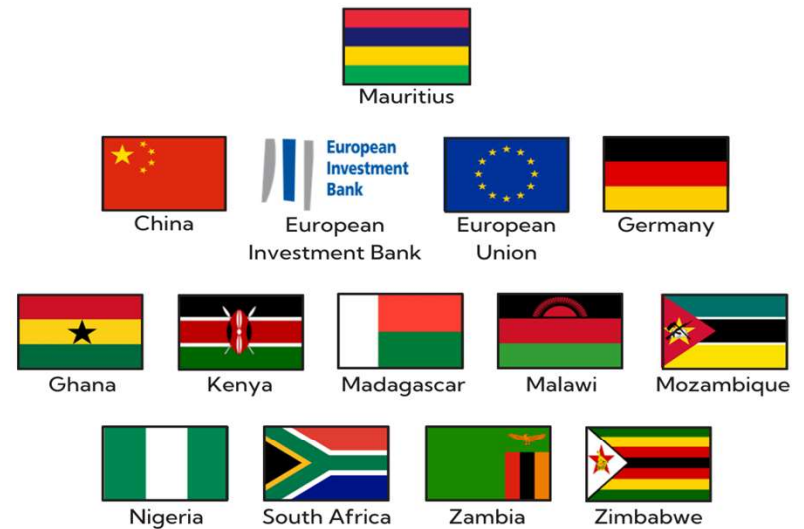 Mauritius
China
European
Investment
Bank
European
Investment Bank
European
Union
Germany
Ghana
Kenya
Madagascar
Malawi
Mozambique
Nigeria
South Africa
Zambia
Zimbabwe